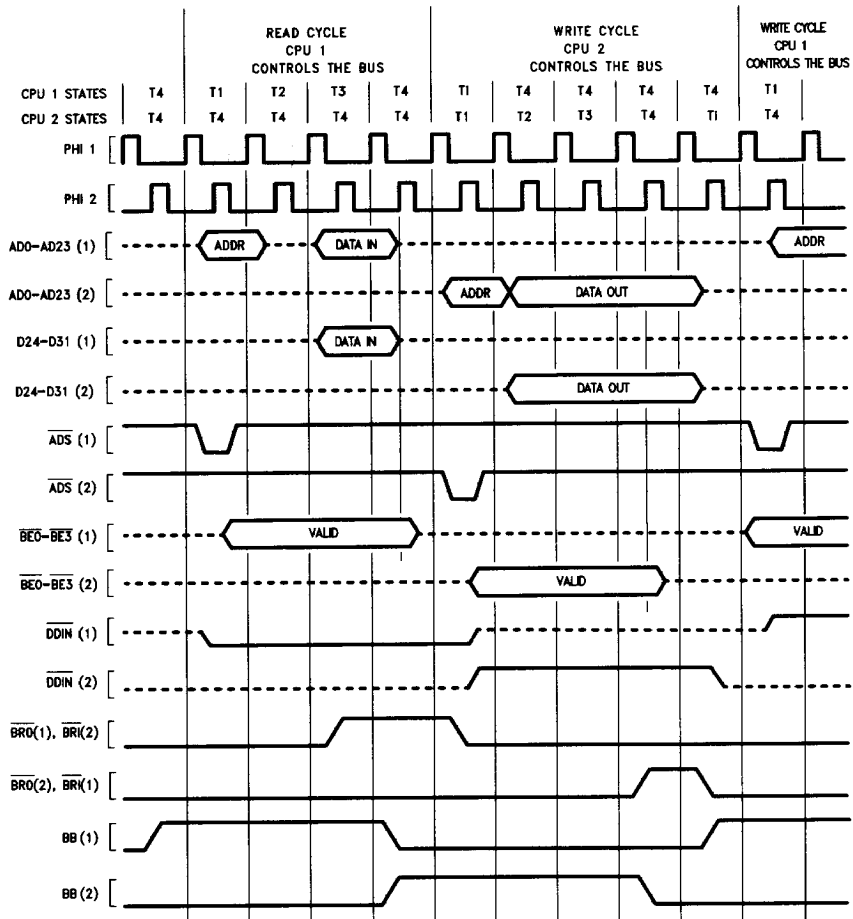 READ CYCLE
CPU 1
CONTROLS THE BUS
WRITE CYCLE
CPU 2
CONTROLS THE BUS
WRITE CYCLE
CPU 1
CONTROLS THE BUS
CPU 1 STATES T4 T1 T2 T3 T4 TI T4 T4 T4 T4 T1
CPU 2 STATES T4 T4 T4 T4 T4 T1 T2 T3 T4 TI T4
PHI 1
PHI 2
AD0-AD23 (1) ADDR DATA IN ADDR
AD0-AD23 (2) ADDR DATA OUT
D24-D31 (1) DATA IN
D24-D31 (2) DATA OUT
ADS (1)
ADS (2)
BE0-BE3 (1) VALID VALID
BE0-BE3 (2) VALID
DDIN (1)
DDIN (2)
BRO(1), BRI(2)
BRO(2), BRI(1)
BB (1)
BB (2)